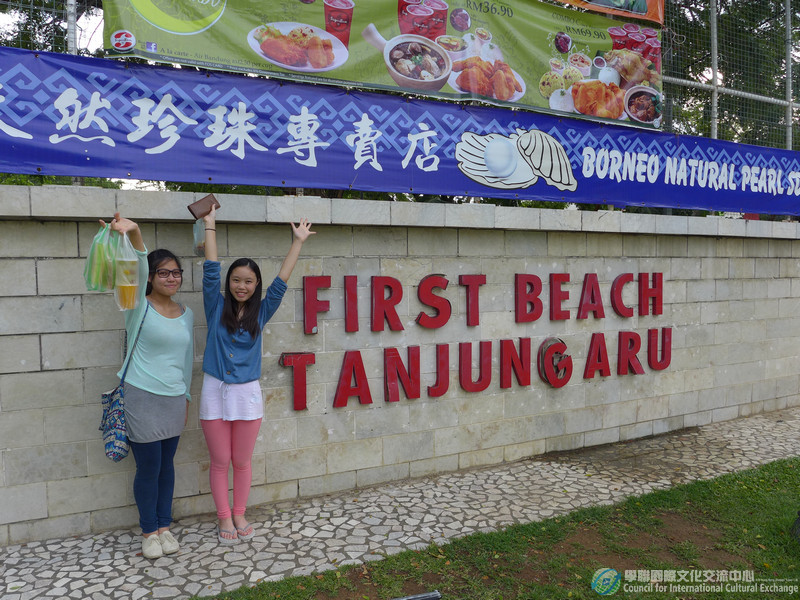 RM36.90
RM69.90
天然珍珠專賣店
BORNEO NATURAL PEARL
FIRST BEACH
TANJUNG ARU
學聯國際文化交流中心
Council for International Cultural Exchange